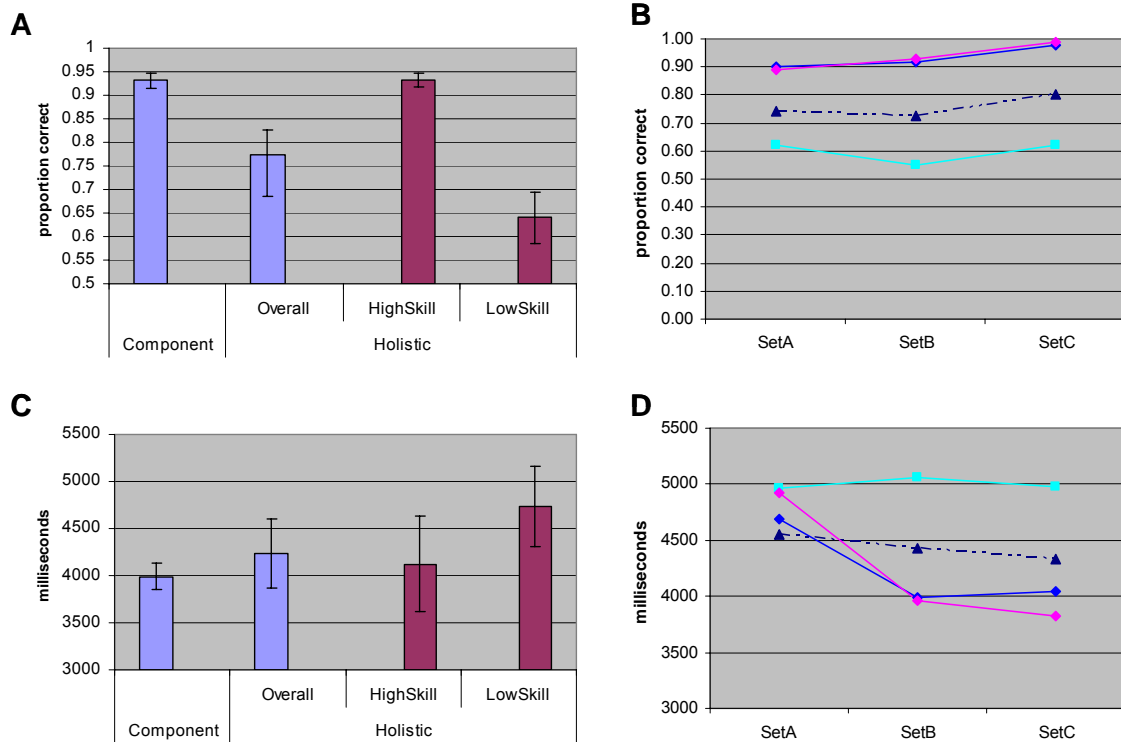 A
proportion correct
1
0.95
0.9
0.85
0.8
0.75
0.7
0.65
0.6
0.55
0.5
Overall HighSkill LowSkill
Component Holistic
B
proportion correct
1.00
0.90
0.80
0.70
0.60
0.50
0.40
0.30
0.20
0.10
0.00
SetA SetB SetC
C
milliseconds
5500
5000
4500
4000
3500
3000
Overall HighSkill LowSkill
Component Holistic
D
milliseconds
5500
5000
4500
4000
3500
3000
SetA SetB SetC